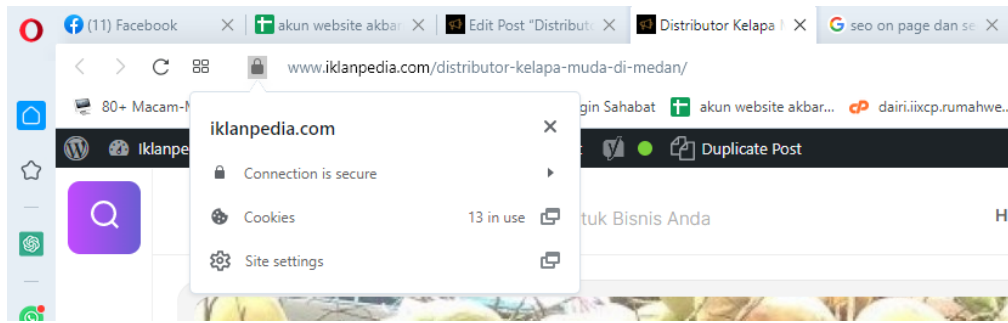 (11) Facebook akun website akbar Edit Post "Distributo Distributor Kelapa M seo on page dan se
www.iklanpedia.com/distributor-kelapa-muda-di-medan/
80+ Macam-M gin Sahabat akun website akbar... dairi.iixcp.rumahwe...
Iklanpe Duplicate Post
iklanpedia.com
Connection is secure
Cookies 13 in use
Site settings
tuk Bisnis Anda
H